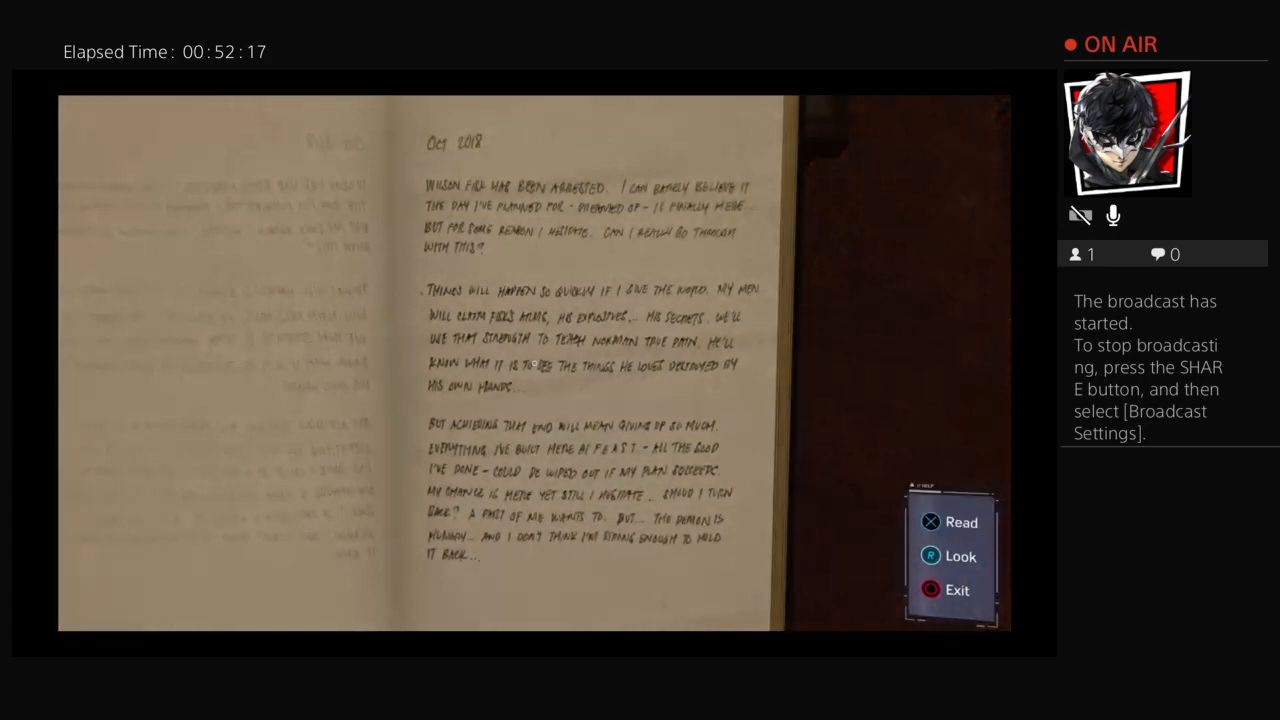 Elapsed Time: 00:52:17
ON AIR
1
0
The broadcast has
started.
To stop broadcasti
ng, press the SHAR
E button, and then
select [Broadcast
Settings].
Oct 2018
WILSON FISK HAS BEEN ARRESTED. I CAN BARELY BELIEVE IT
THE DAY I'VE PLANNED FOR - DREAMED OF - IS FINALLY HERE...
BUT FOR SOME REASON I HESITATE. CAN I REALLY GO THROUGH
WITH THIS?
THINGS WILL HAPPEN SO QUICKLY IF I GIVE THE WORD. MY MEN
WILL CLAIM FISK'S ARMS, HIS EXPLOSIVES... HIS SECRETS. WE'LL
USE THAT STRENGTH TO TEACH NORMAN TRUE PAIN. HE'LL
KNOW WHAT IT IS TO SEE THE THINGS HE LOVES DESTROYED BY
HIS OWN HANDS...
BUT ACHIEVING THAT END WILL MEAN GIVING UP SO MUCH.
EVERYTHING I'VE BUILT HERE AT F.E.A.S.T - ALL THE GOOD
I'VE DONE - COULD BE WIPED OUT IF MY PLAN SUCCEEDS.
MY CHANCE IS HERE YET STILL I HESITATE... SHOULD I TURN
BACK? A PART OF ME WANTS TO. BUT... THE DEMON IS
HUNGRY... AND I DON'T THINK I'M STRONG ENOUGH TO HOLD
IT BACK...
HELP
Read
R Look
Exit